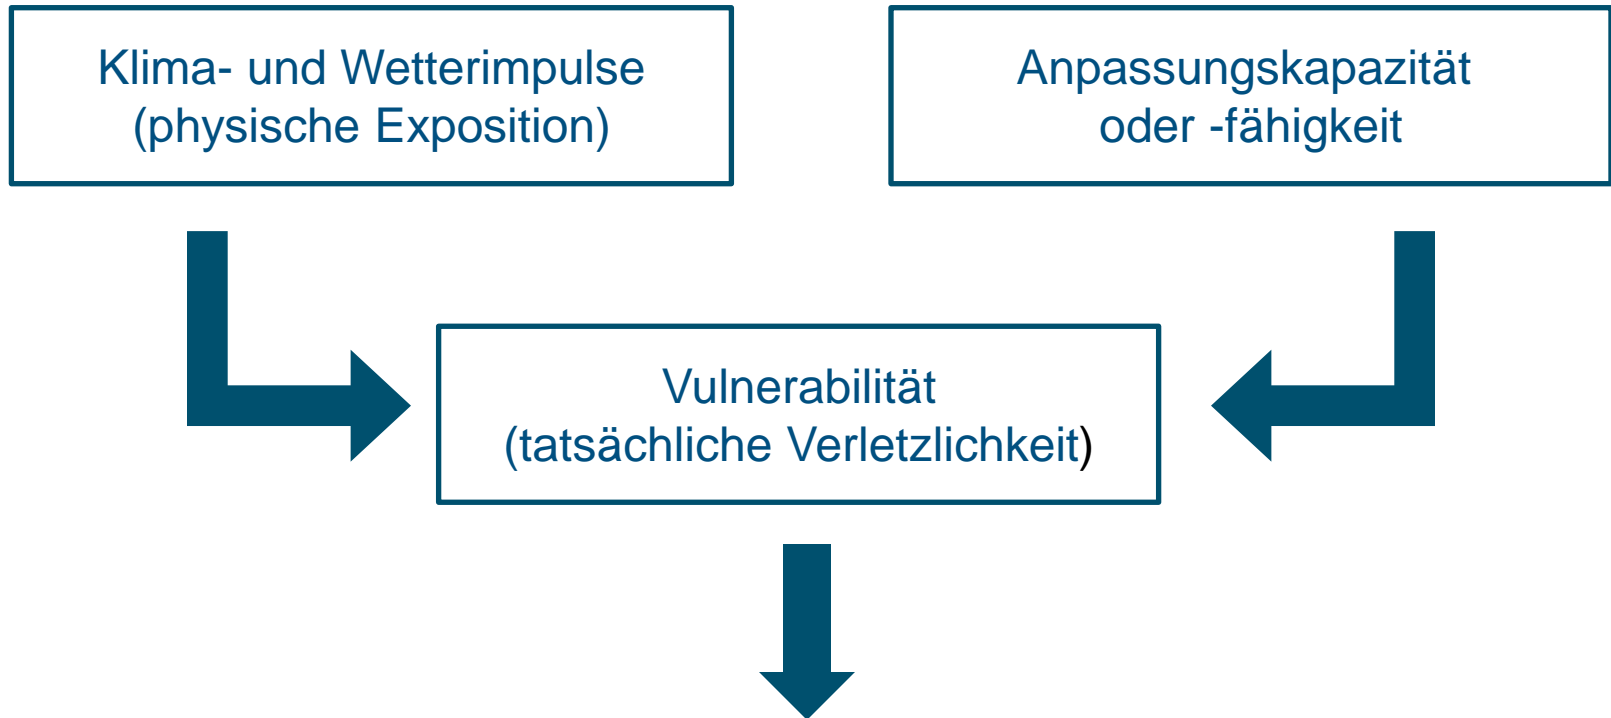 Klima- und Wetterimpulse
(physische Exposition)
Anpassungskapazität
oder -fähigkeit
Vulnerabilität
(tatsächliche Verletzlichkeit)